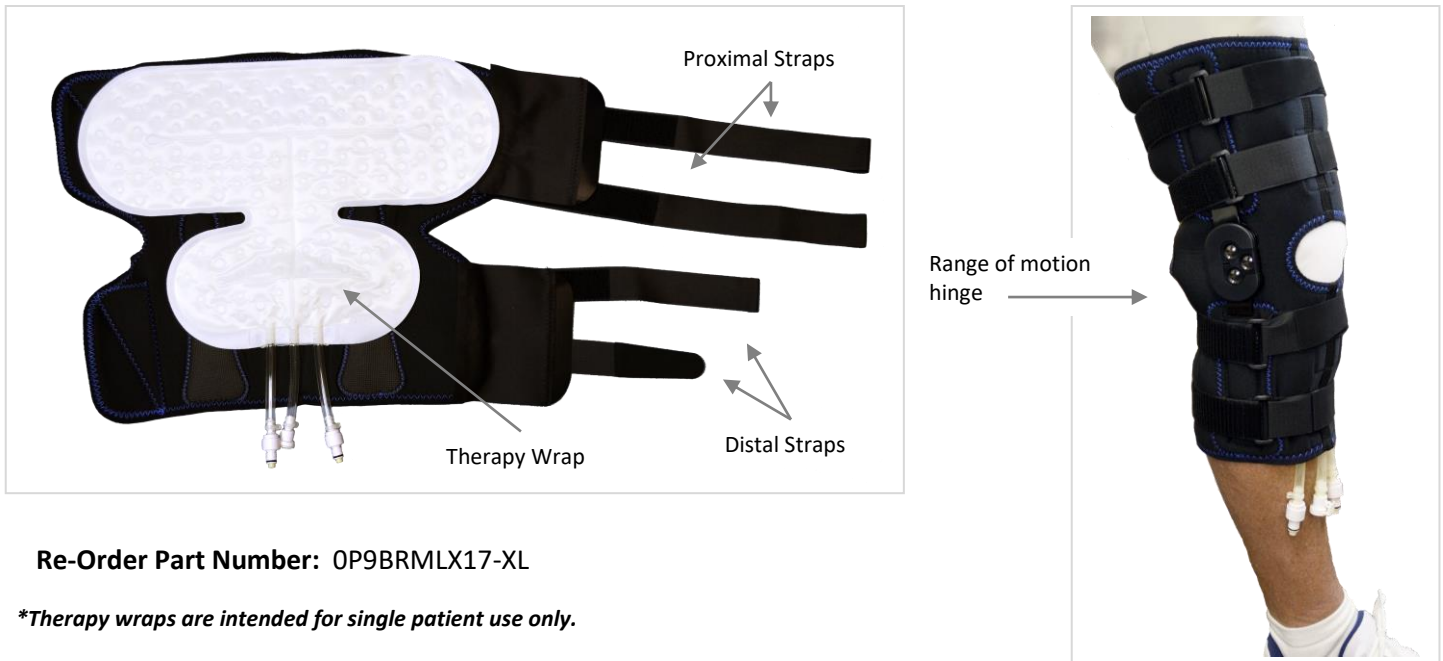 Proximal Straps
Therapy Wrap
Distal Straps
Range of motion
hinge
Re-Order Part Number: 0P9BRMLX17-XL
*Therapy wraps are intended for single patient use only.